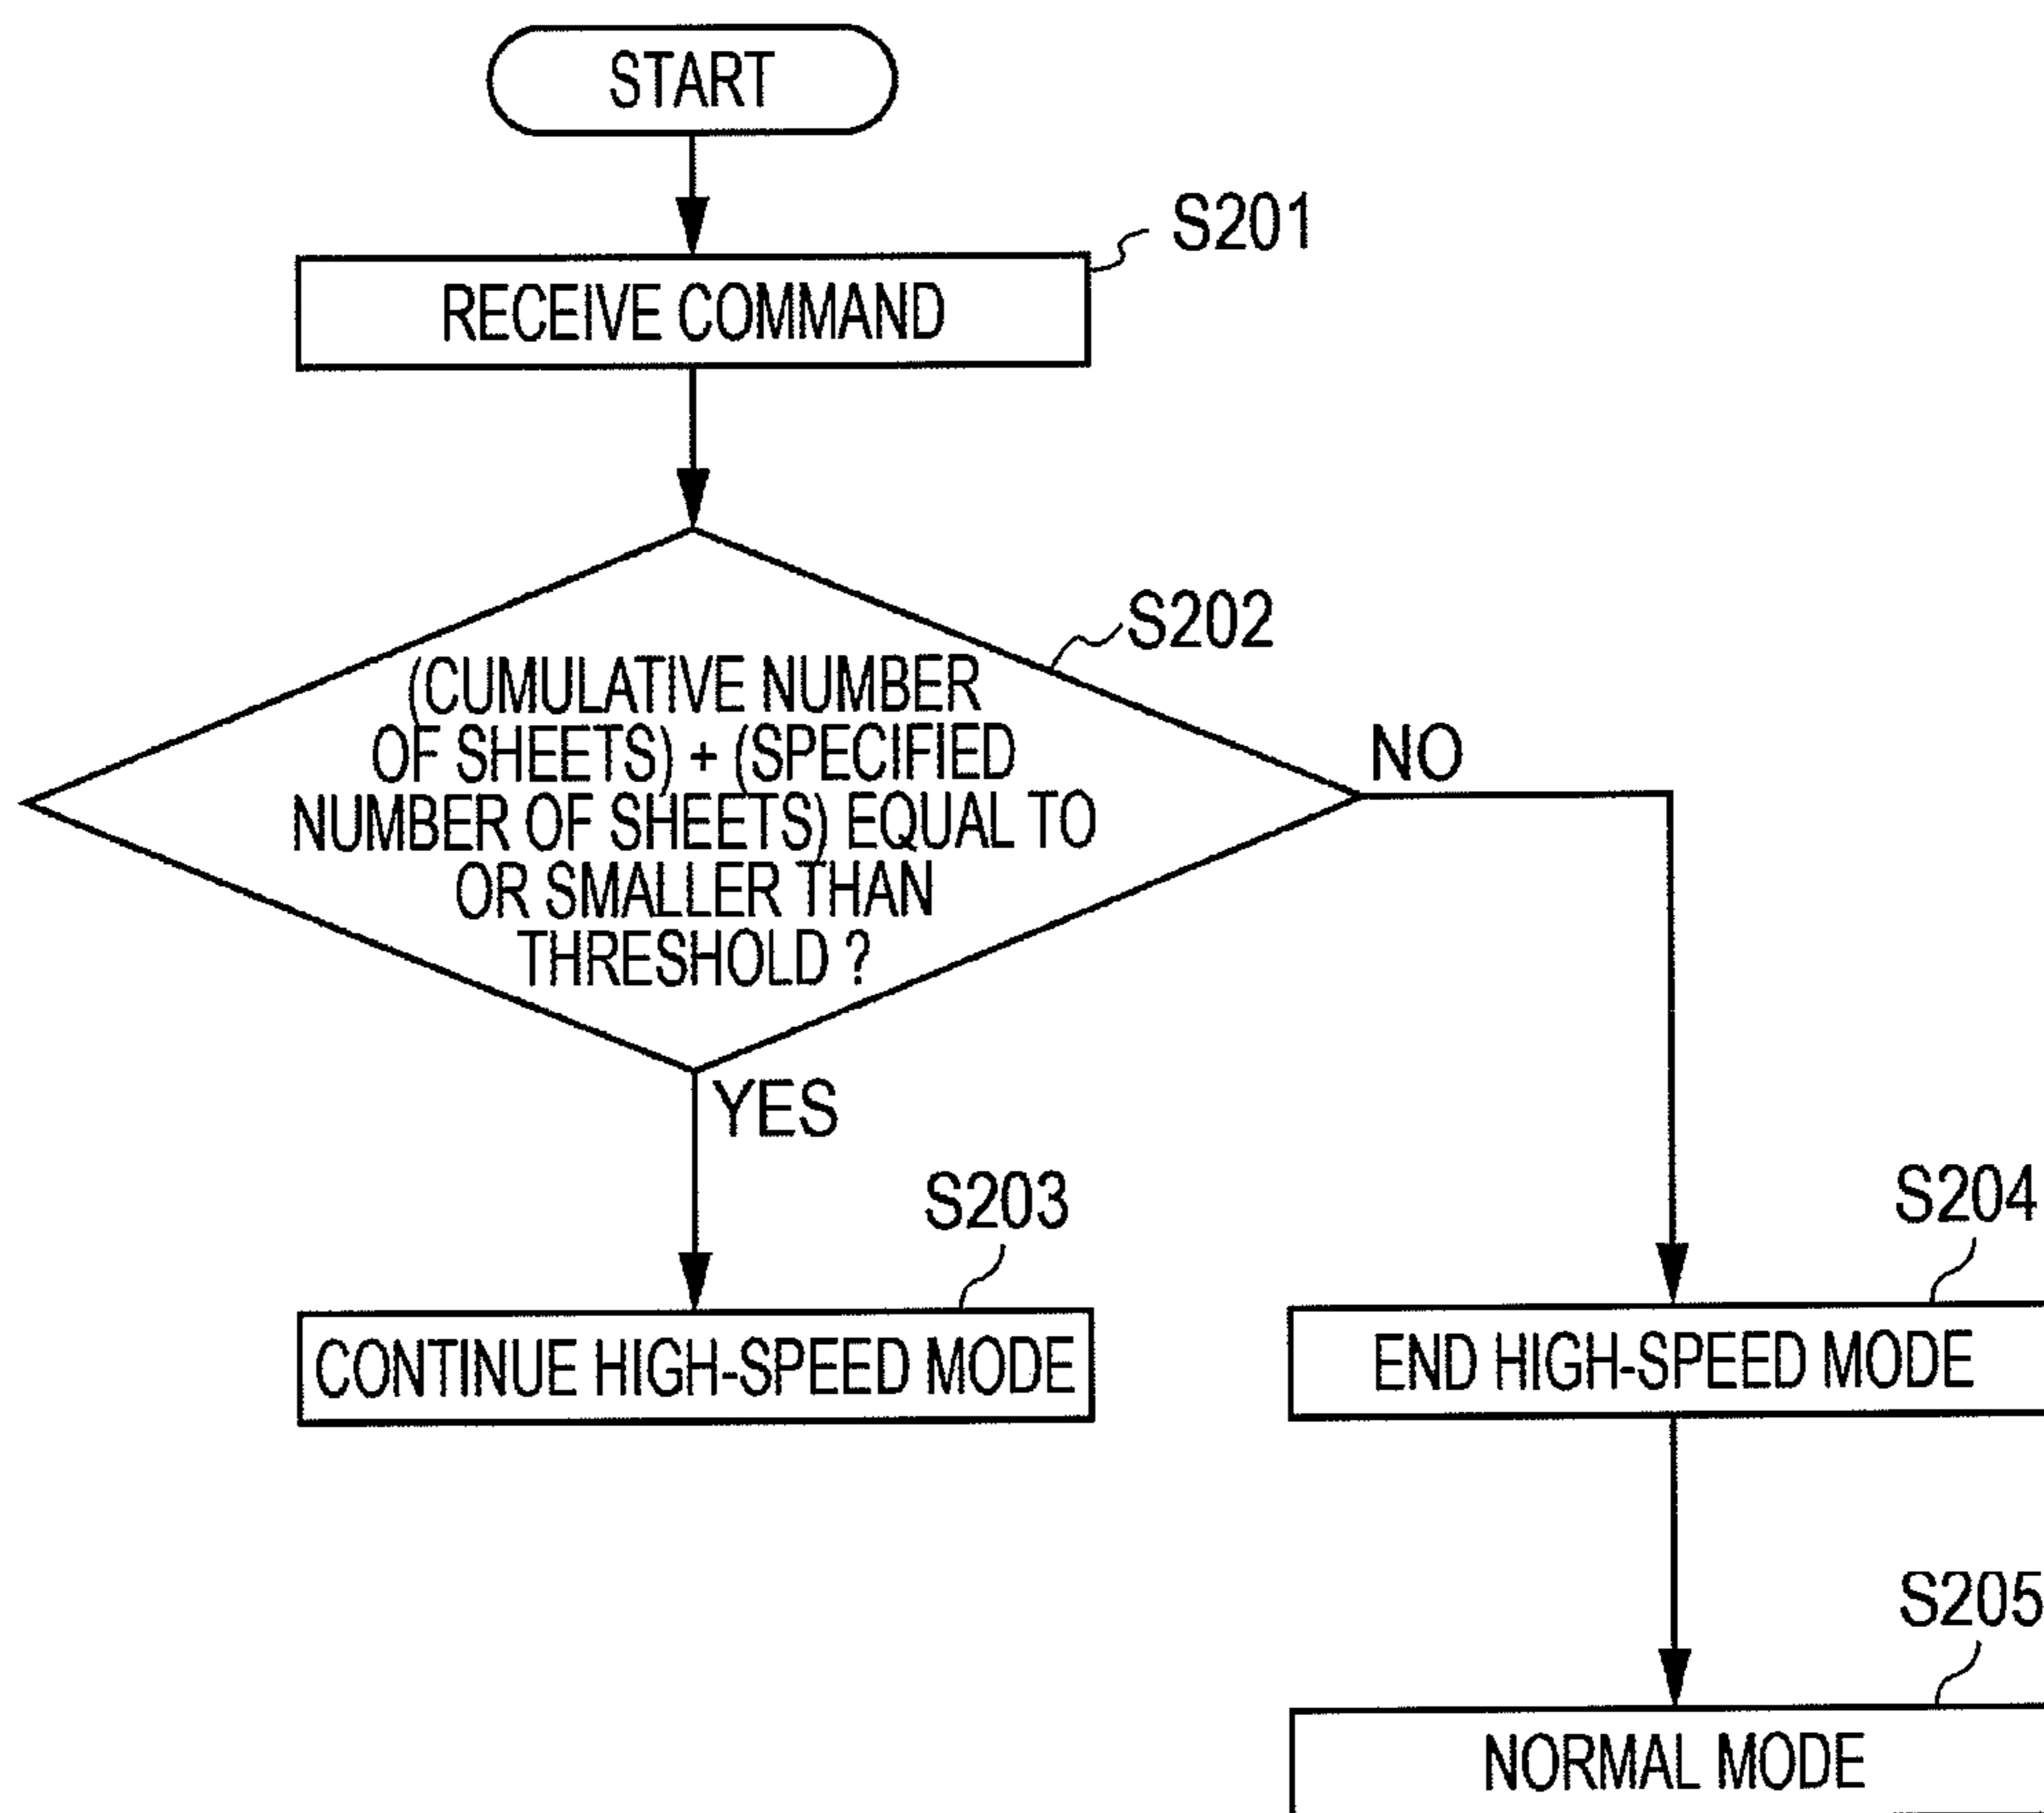 START
S201
RECEIVE COMMAND
S202
(CUMULATIVE NUMBER
OF SHEETS) + (SPECIFIED
NUMBER OF SHEETS) EQUAL TO
OR SMALLER THAN
THRESHOLD ?
NO
YES
S203
CONTINUE HIGH-SPEED MODE
S204
END HIGH-SPEED MODE
S205
NORMAL MODE